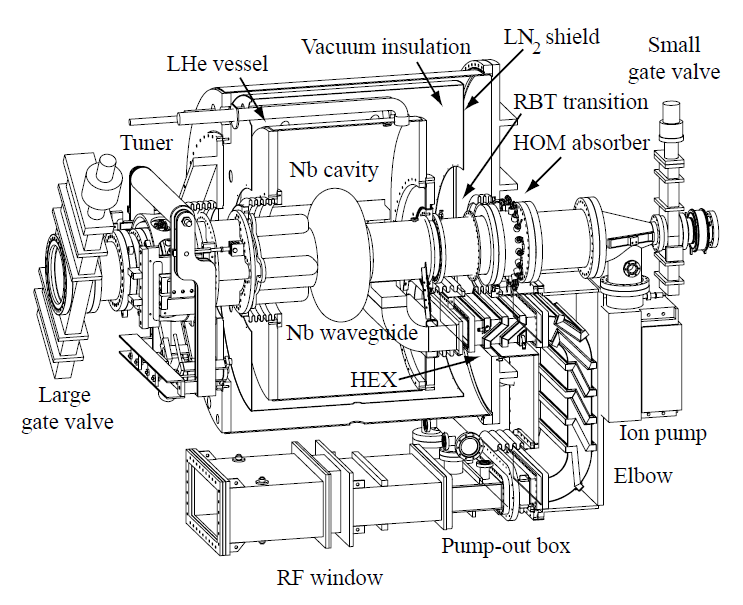 Vacuum insulation
LN2 shield
Small
gate valve
LHe vessel
RBT transition
Tuner
HOM absorber
Nb cavity
Nb waveguide
HEX
Large
gate valve
Ion pump
Elbow
Pump-out box
RF window